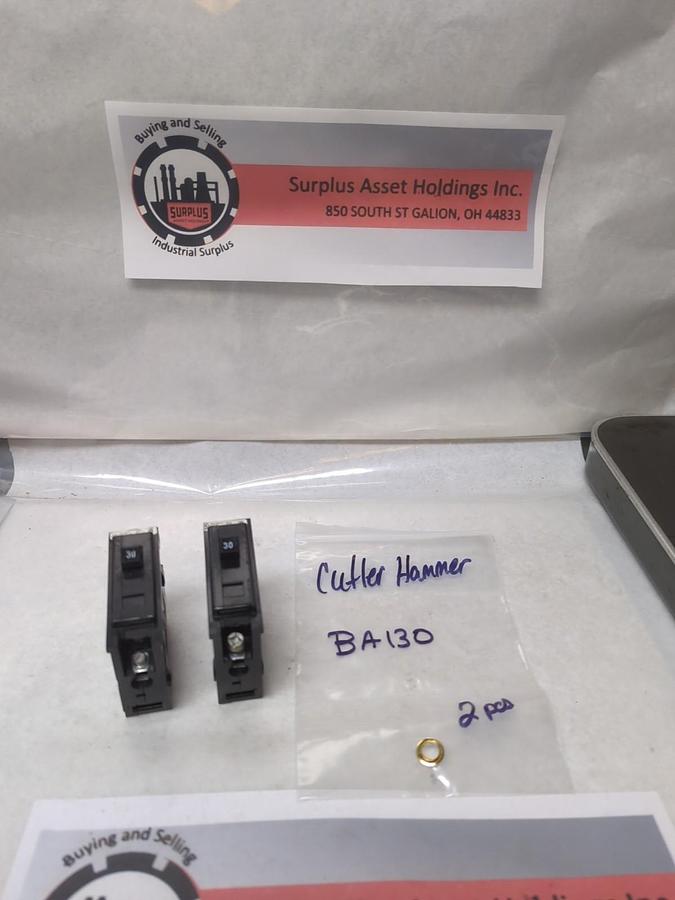 Buying and Selling
SURPLUS
Industrial Surplus
Surplus Asset Holdings Inc.
850 SOUTH ST GALION, OH 44833
30
30
Cutler Hammer
BA130
2 pcs
Buying and Selling